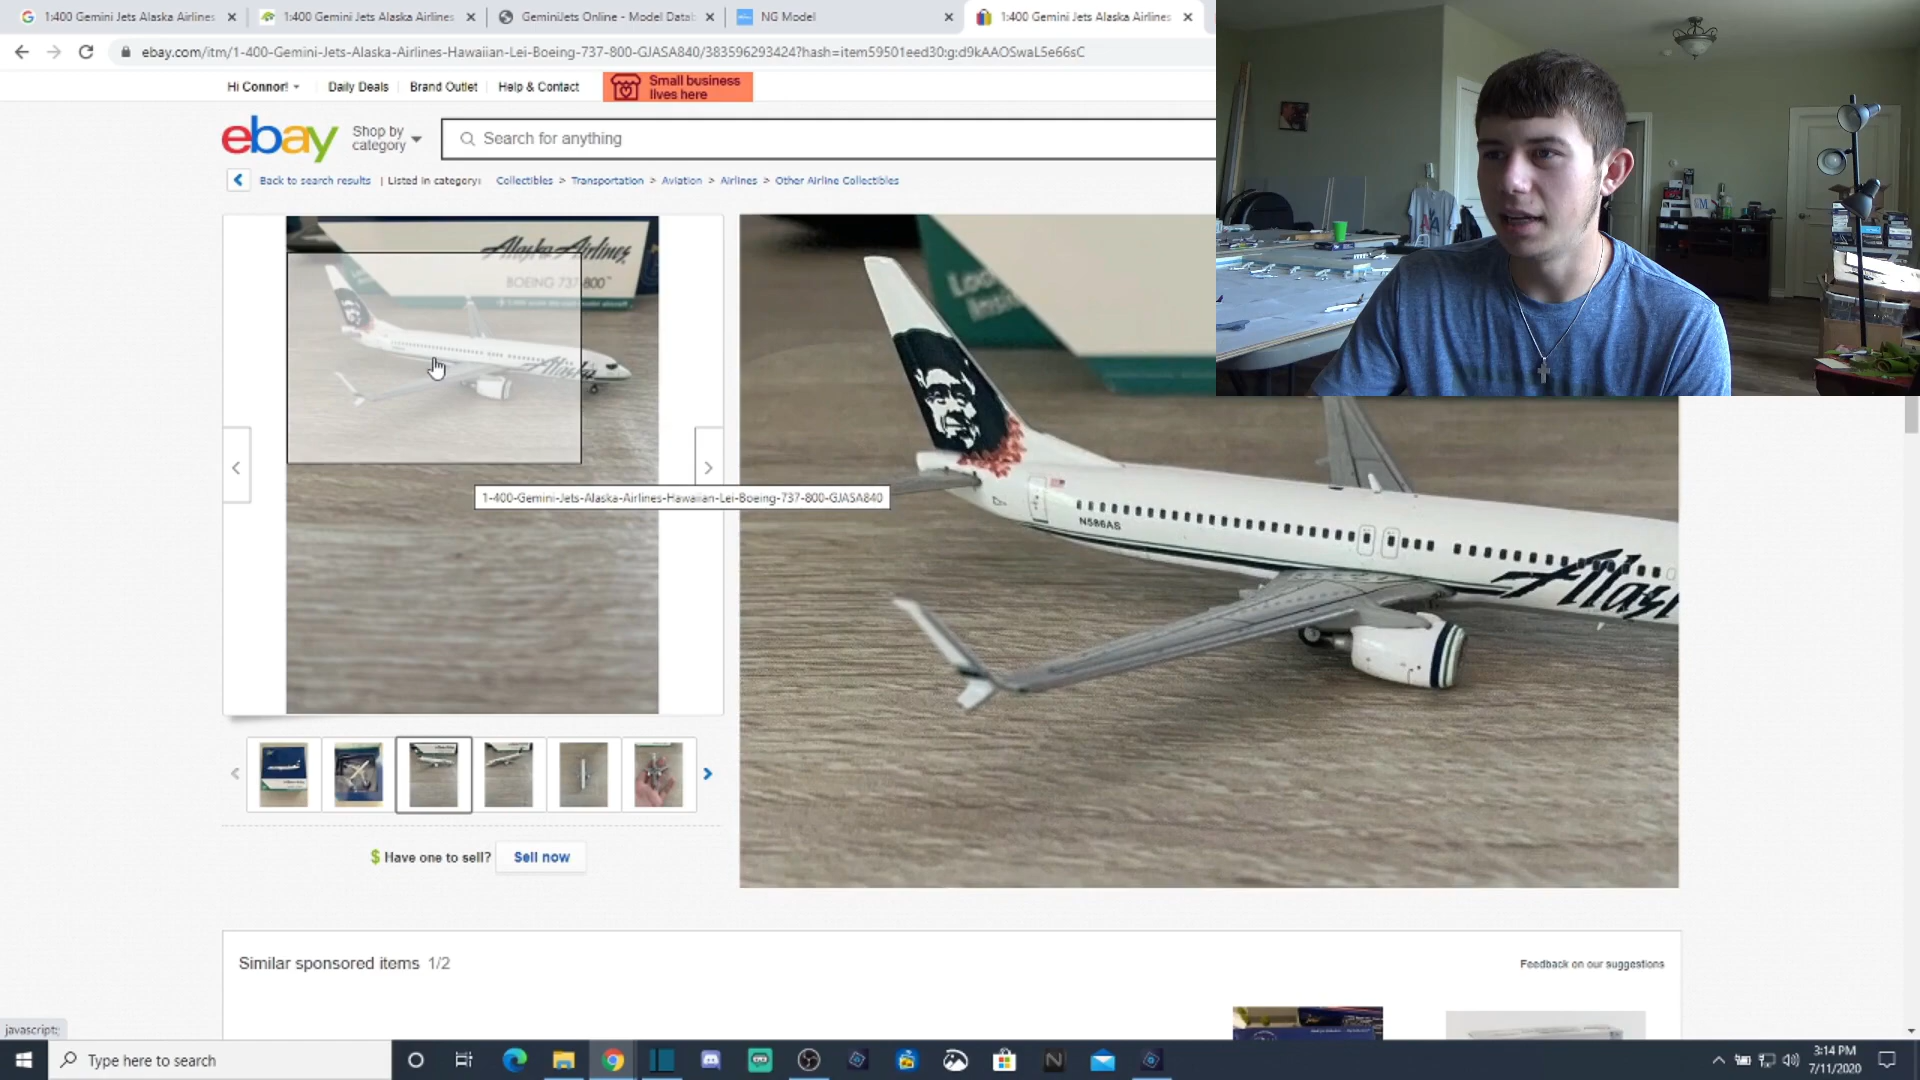 1:400 Gemini Jets Alaska Airlines
1:400 Gemini Jets Alaska Airlines
GeminiJets Online - Model Datab
NG Model
1:400 Gemini Jets Alaska Airlines
ebay.com/itm/1-400-Gemini-Jets-Alaska-Airlines-Hawaiian-Lei-Boeing-737-800-GJASA840/383596293424?hash=item59501eed30:g:d9kAAOSwaL5e66sC
Hi Connor!
Daily Deals
Brand Outlet
Help & Contact
Small business
lives here
ebay
Shop by
category
Search for anything
Back to search results | Listed in category:
Collectibles > Transportation > Aviation > Airlines > Other Airline Collectibles
Alaska Airlines
BOEING 737-800™
Alaska
1-400-Gemini-Jets-Alaska-Airlines-Hawaiian-Lei-Boeing-737-800-GJASA840
N586AS
Alas
$ Have one to sell?
Sell now
Similar sponsored items 1/2
Feedback on our suggestions
javascript:;
Type here to search
3:14 PM
7/11/2020